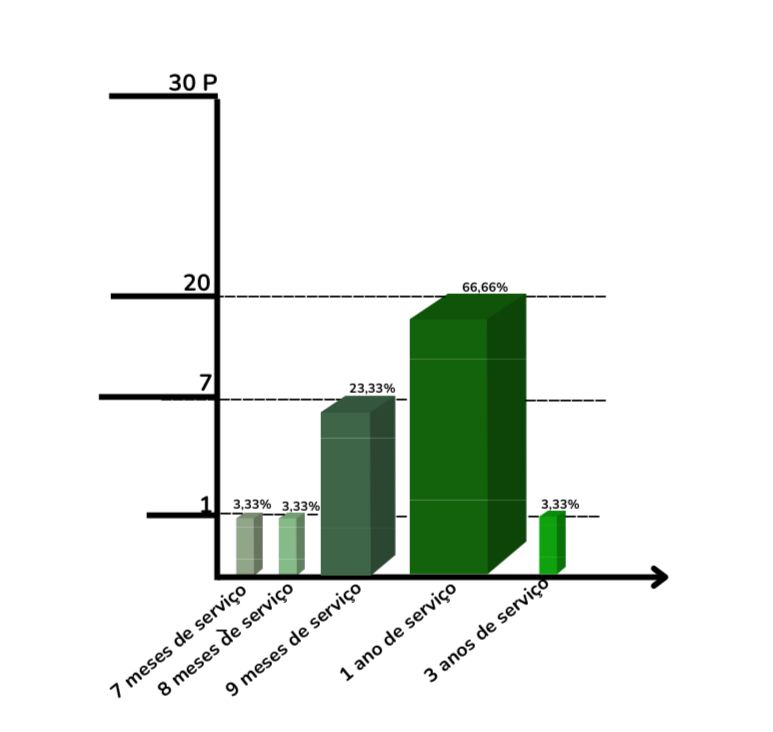 30 P
20
66,66%
7
23,33%
1
3,33%
3,33%
3,33%
7 meses de serviço
8 meses de serviço
9 meses de serviço
1 ano de serviço
3 anos de serviço